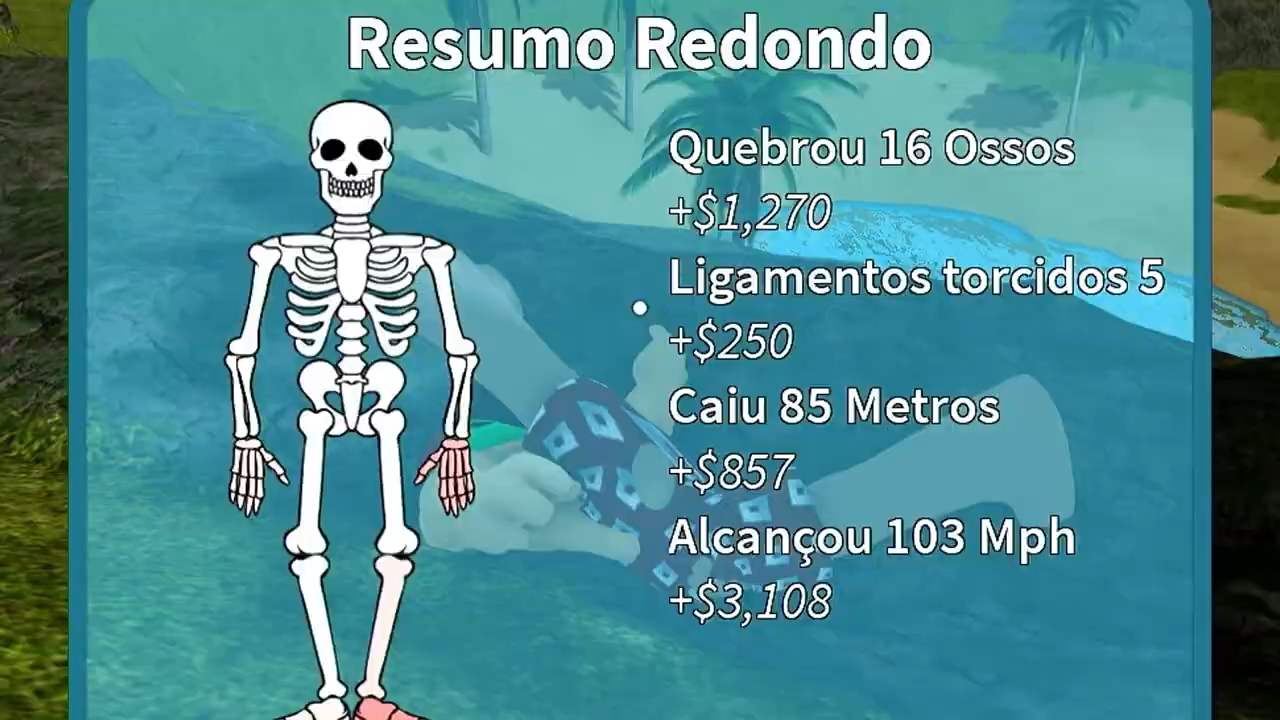 Resumo Redondo
Quebrou 16 Ossos
+$1,270
Ligamentos torcidos 5
+$250
Caiu 85 Metros
+$857
Alcançou 103 Mph
+$3,108